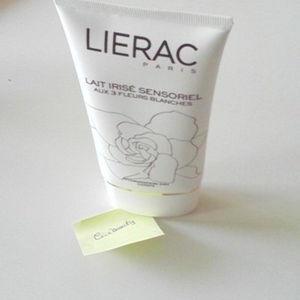 LIERAC
PARIS
LAIT IRISÉ SENSORIEL
AUX 3 FLEURS BLANCHES